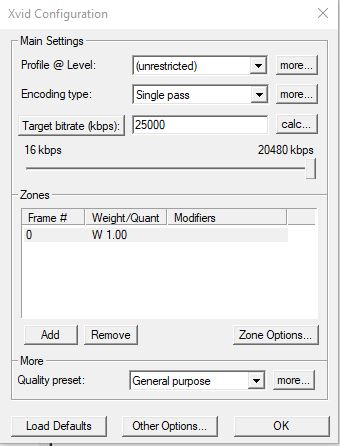 Xvid Configuration
Main Settings
Profile @ Level: (unrestricted) more...
Encoding type: Single pass more...
Target bitrate (kbps): 25000 calc...
16 kbps 20480 kbps
Zones
Frame # Weight/Quant Modifiers
0 W 1.00
Add Remove Zone Options...
More
Quality preset: General purpose more...
Load Defaults Other Options... OK